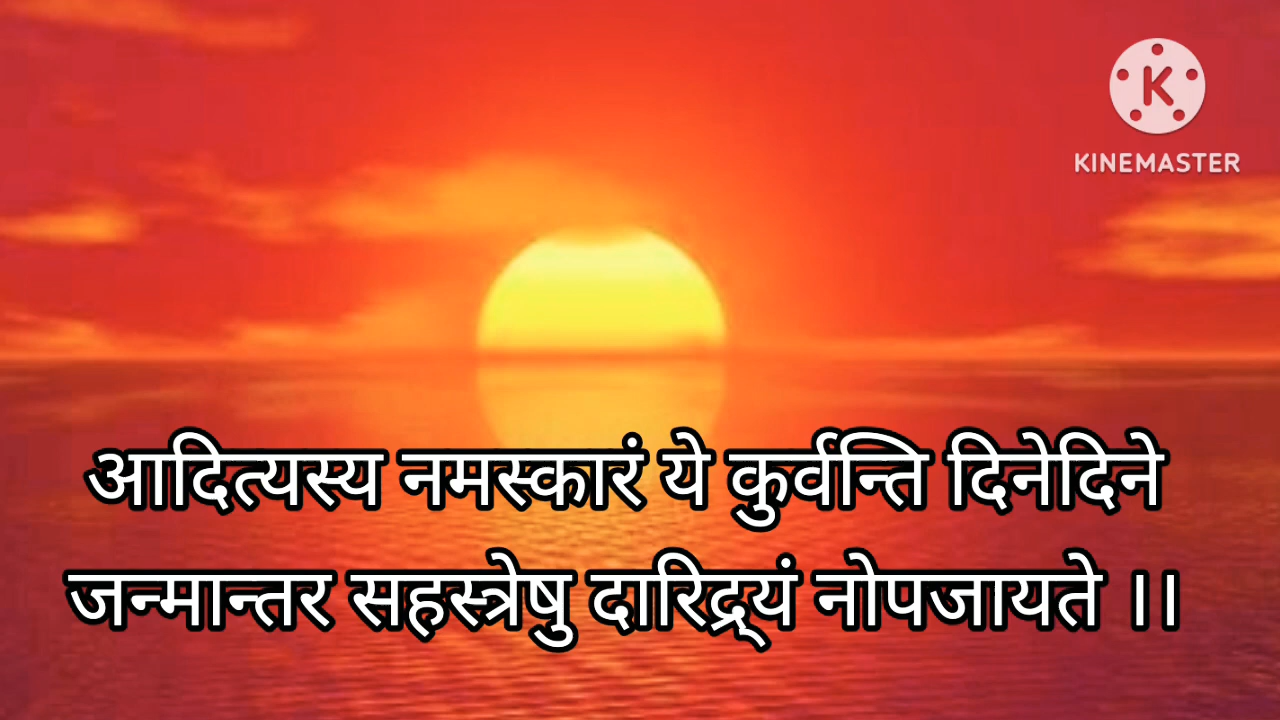 KINEMASTER
आदित्यस्य नमस्कारं ये कुर्वन्ति दिनेदिने
जन्मान्तर सहस्त्रेषु दारिद्र्यं नोपजायते ।।